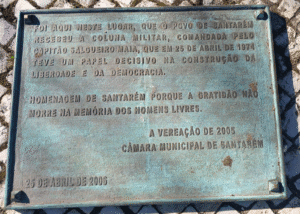 FOI AQUI NESTE LUGAR, QUE O POVO DE SANTARÉM
RECEBEU A COLUNA MILITAR, COMANDADA PELO
CAPITÃO SALGUEIRO MAIA, QUE EM 25 DE ABRIL DE 1974
TEVE UM PAPEL DECISIVO NA CONSTRUÇÃO DA
LIBERDADE E DA DEMOCRACIA.
HOMENAGEM DE SANTARÉM PORQUE A GRATIDÃO NÃO
MORRE NA MEMÓRIA DOS HOMENS LIVRES.
A VEREAÇÃO DE 2005
CÂMARA MUNICIPAL DE SANTARÉM
25 DE ABRIL DE 2005